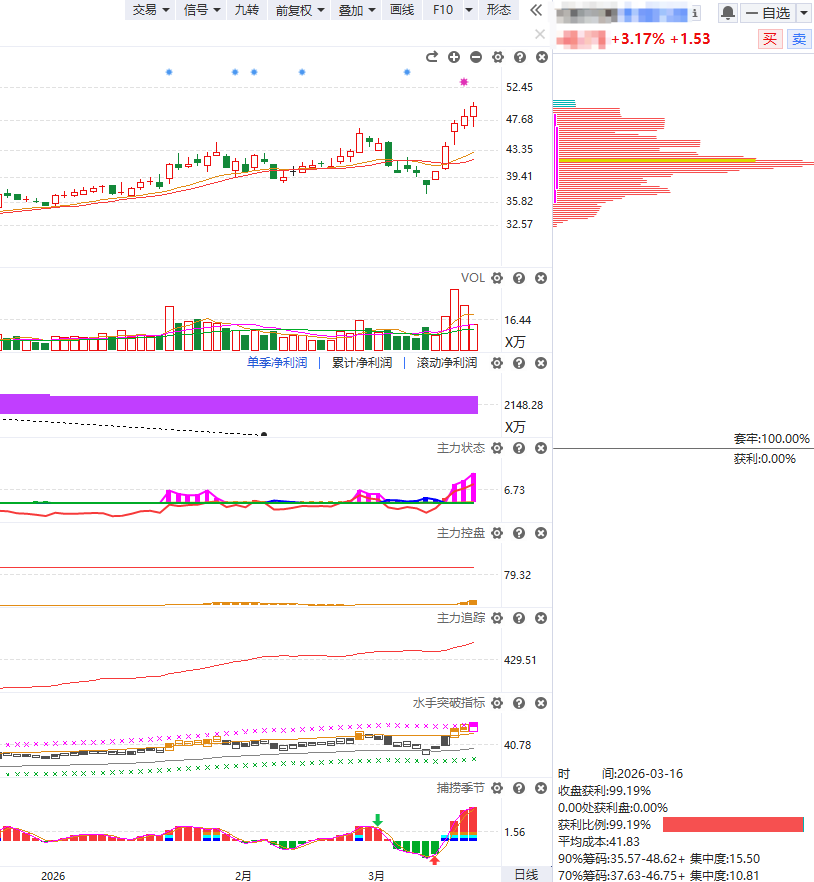 交易 信号 九转 前复权 叠加 画线 F10 形态
自选
+3.17% +1.53
买 卖
52.45
47.68
43.35
39.41
35.82
32.57
VOL
16.44
X万
单季净利润 | 累计净利润 | 滚动净利润
2148.28
X万
主力状态
6.73
主力控盘
79.32
主力追踪
429.51
水手突破指标
40.78
捕捞季节
1.56
2026 2月 3月 日线
套牢:100.00%
获利:0.00%
时 间:2026-03-16
收盘获利:99.19%
0.00处获利盘:0.00%
获利比例:99.19%
平均成本:41.83
90%筹码:35.57-48.62+ 集中度:15.50
70%筹码:37.63-46.75+ 集中度:10.81